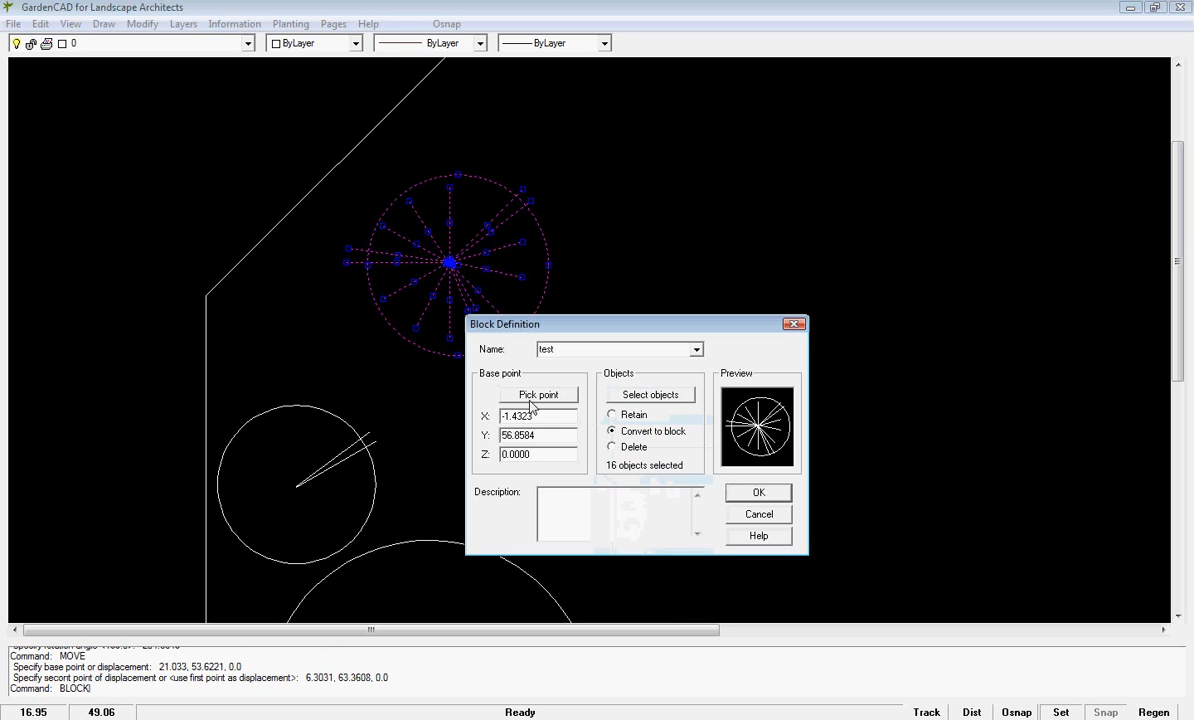 GardenCAD for Landscape Architects
File Edit View Draw Modify Layers Information Planting Pages Help Osnap
0 ByLayer ByLayer ByLayer
Block Definition
Name: test
Base point Objects Preview
Pick point Select objects
X: -1.4323 Retain
Y: 56.8584 Convert to block
Z: 0.0000 Delete
16 objects selected
Description: OK
Cancel
Help
Command: MOVE
Specify base point or displacement: 21.033, 53.6221, 0.0
Specify secont point of displacement or <use first point as displacement>: 6.3031, 63.3608, 0.0
Command: BLOCK
16.95 49.06 Ready Track Dist Osnap Set Snap Regen